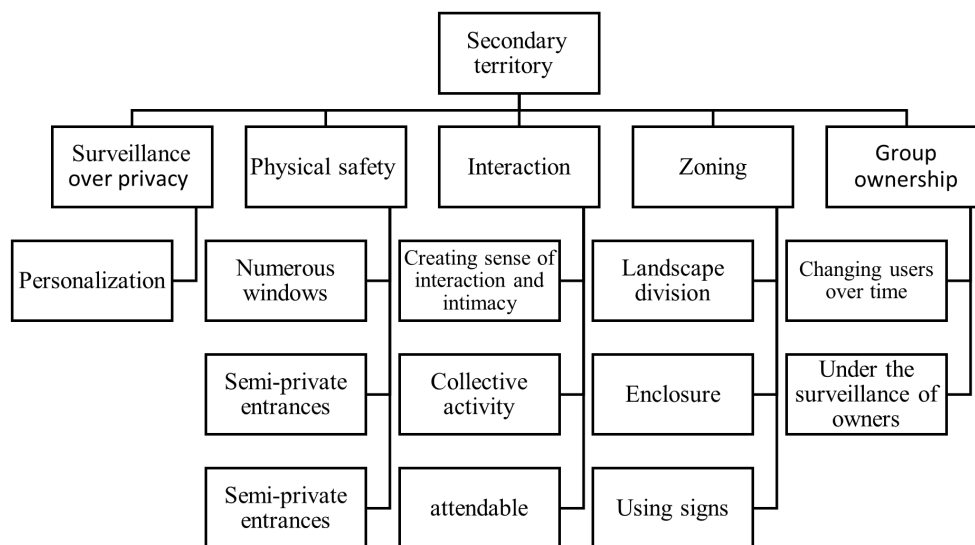 Secondary
territory
Surveillance
over privacy
Physical safety
Interaction
Zoning
Group
ownership
Personalization
Numerous
windows
Creating sense of
interaction and
intimacy
Landscape
division
Changing users
over time
Semi-private
entrances
Collective
activity
Enclosure
Under the
surveillance of
owners
Semi-private
entrances
attendable
Using signs